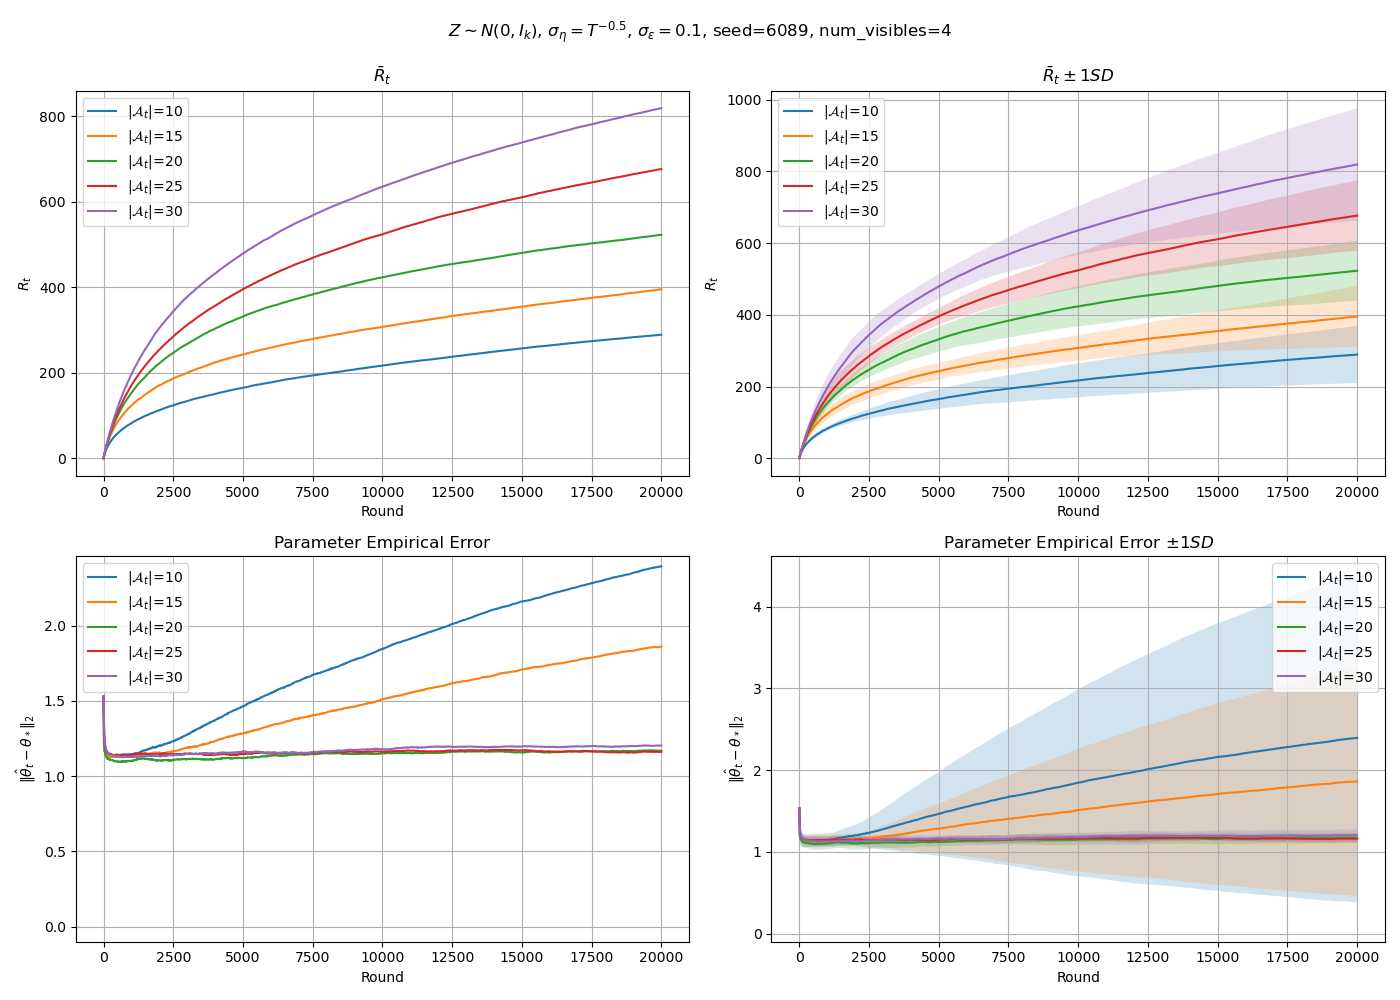 Z ∼ N(0, I_k), σ_η = T^{−0.5}, σ_ε = 0.1, seed=6089, num_visibles=4
R̄_t
|𝒜_t|=10
|𝒜_t|=15
|𝒜_t|=20
|𝒜_t|=25
|𝒜_t|=30
800
600
400
200
0
R_t
0 2500 5000 7500 10000 12500 15000 17500 20000
Round
R̄_t ± 1SD
|𝒜_t|=10
|𝒜_t|=15
|𝒜_t|=20
|𝒜_t|=25
|𝒜_t|=30
1000
800
600
400
200
0
R_t
0 2500 5000 7500 10000 12500 15000 17500 20000
Round
Parameter Empirical Error
|𝒜_t|=10
|𝒜_t|=15
|𝒜_t|=20
|𝒜_t|=25
|𝒜_t|=30
2.0
1.5
1.0
0.5
0.0
‖θ̂_t − θ_*‖_2
0 2500 5000 7500 10000 12500 15000 17500 20000
Round
Parameter Empirical Error ±1SD
|𝒜_t|=10
|𝒜_t|=15
|𝒜_t|=20
|𝒜_t|=25
|𝒜_t|=30
4
3
2
1
0
‖θ̂_t − θ_*‖_2
0 2500 5000 7500 10000 12500 15000 17500 20000
Round